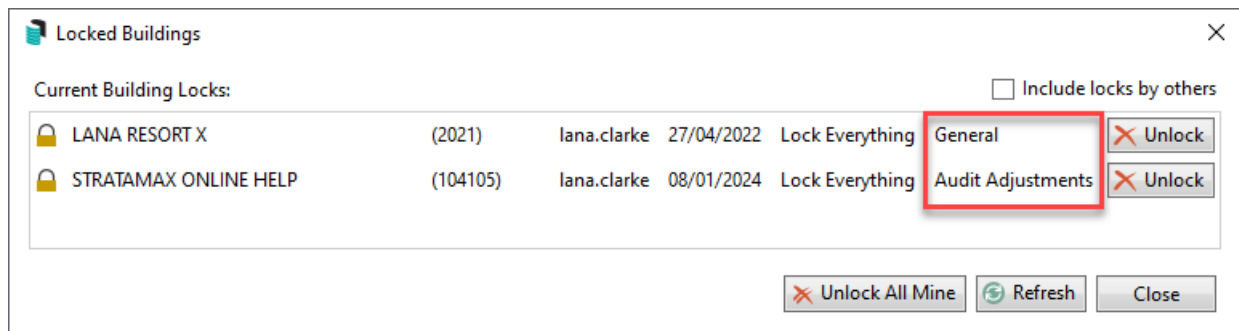 Locked Buildings
Current Building Locks: Include locks by others
LANA RESORT X (2021) lana.clarke 27/04/2022 Lock Everything General Unlock
STRATAMAX ONLINE HELP (104105) lana.clarke 08/01/2024 Lock Everything Audit Adjustments Unlock
Unlock All Mine Refresh Close